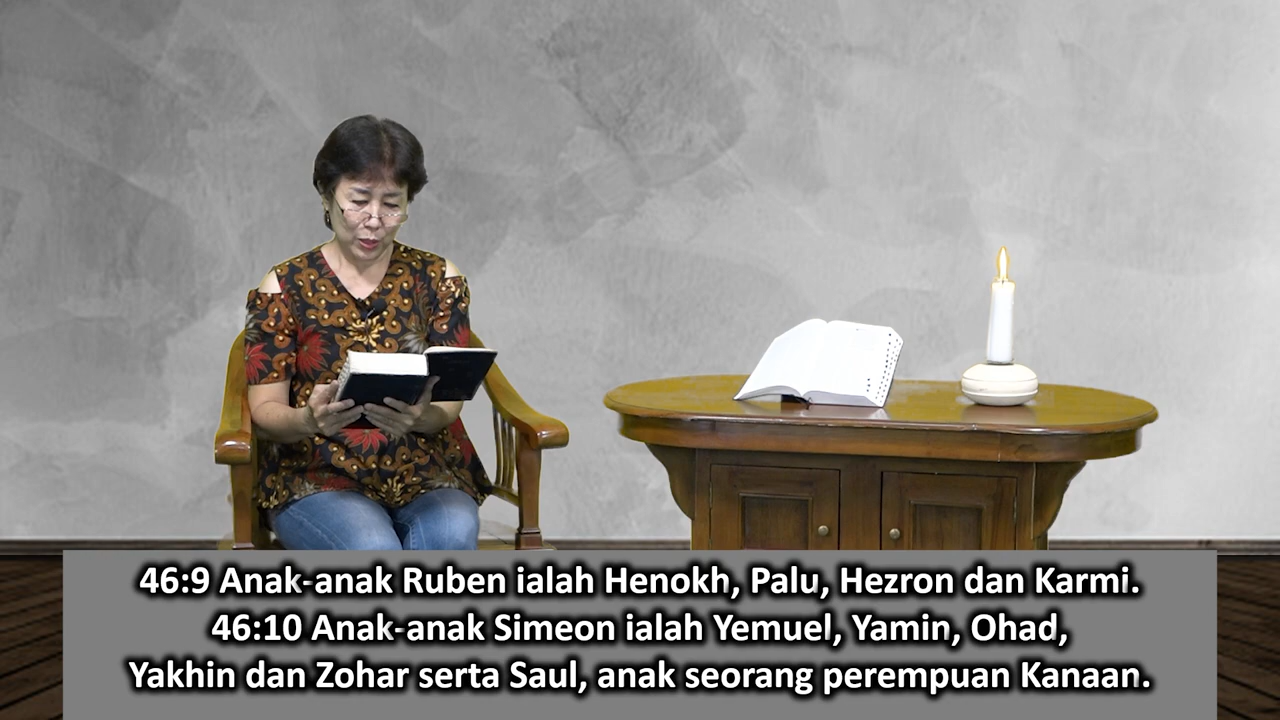 46:9 Anak-anak Ruben ialah Henokh, Palu, Hezron dan Karmi.
46:10 Anak-anak Simeon ialah Yemuel, Yamin, Ohad,
Yakhin dan Zohar serta Saul, anak seorang perempuan Kanaan.